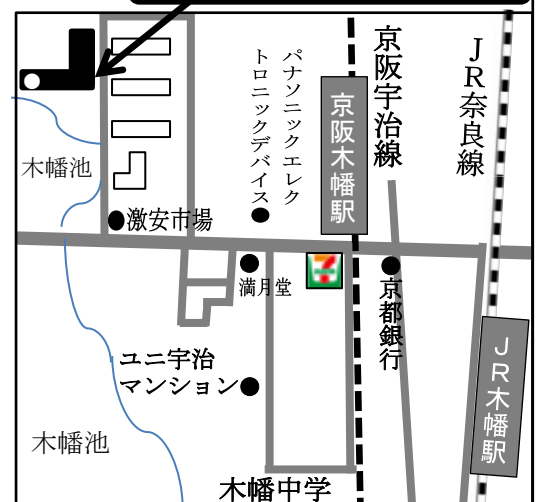 京阪宇治線
JR奈良線
パナソニックエレク
トロニックデバイス
京阪木幡駅
木幡池
激安市場
満月堂
京都銀行
ユニ宇治
マンション
JR木幡駅
木幡池
木幡中学